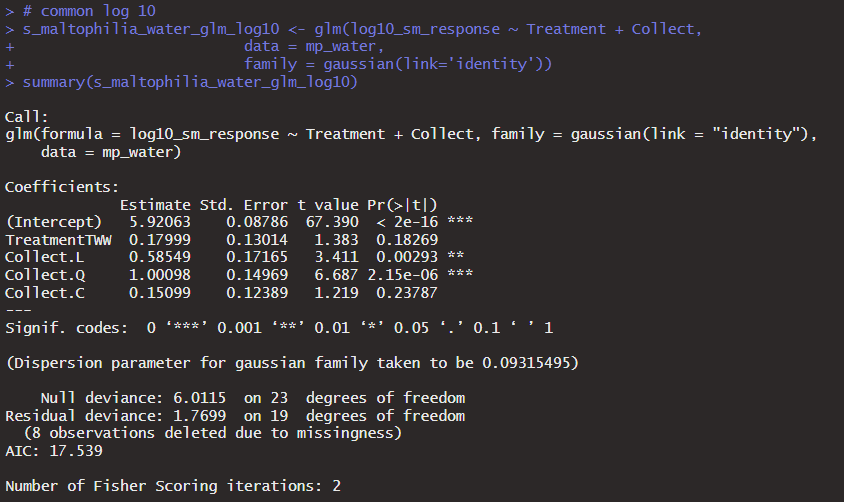 > # common log 10
> s_maltophilia_water_glm_log10 <- glm(log10_sm_response ~ Treatment + Collect,
+                             data = mp_water,
+                             family = gaussian(link='identity'))
> summary(s_maltophilia_water_glm_log10)

Call:
glm(formula = log10_sm_response ~ Treatment + Collect, family = gaussian(link = "identity"),
    data = mp_water)

Coefficients:
             Estimate Std. Error t value Pr(>|t|)
(Intercept)   5.92063    0.08786  67.390  < 2e-16 ***
TreatmentTWW  0.17999    0.13014   1.383  0.18269
Collect.L     0.58549    0.17165   3.411  0.00293 **
Collect.Q     1.00098    0.14969   6.687 2.15e-06 ***
Collect.C     0.15099    0.12389   1.219  0.23787
---
Signif. codes:  0 ‘***’ 0.001 ‘**’ 0.01 ‘*’ 0.05 ‘.’ 0.1 ‘ ’ 1

(Dispersion parameter for gaussian family taken to be 0.09315495)

    Null deviance: 6.0115  on 23  degrees of freedom
Residual deviance: 1.7699  on 19  degrees of freedom
  (8 observations deleted due to missingness)
AIC: 17.539

Number of Fisher Scoring iterations: 2